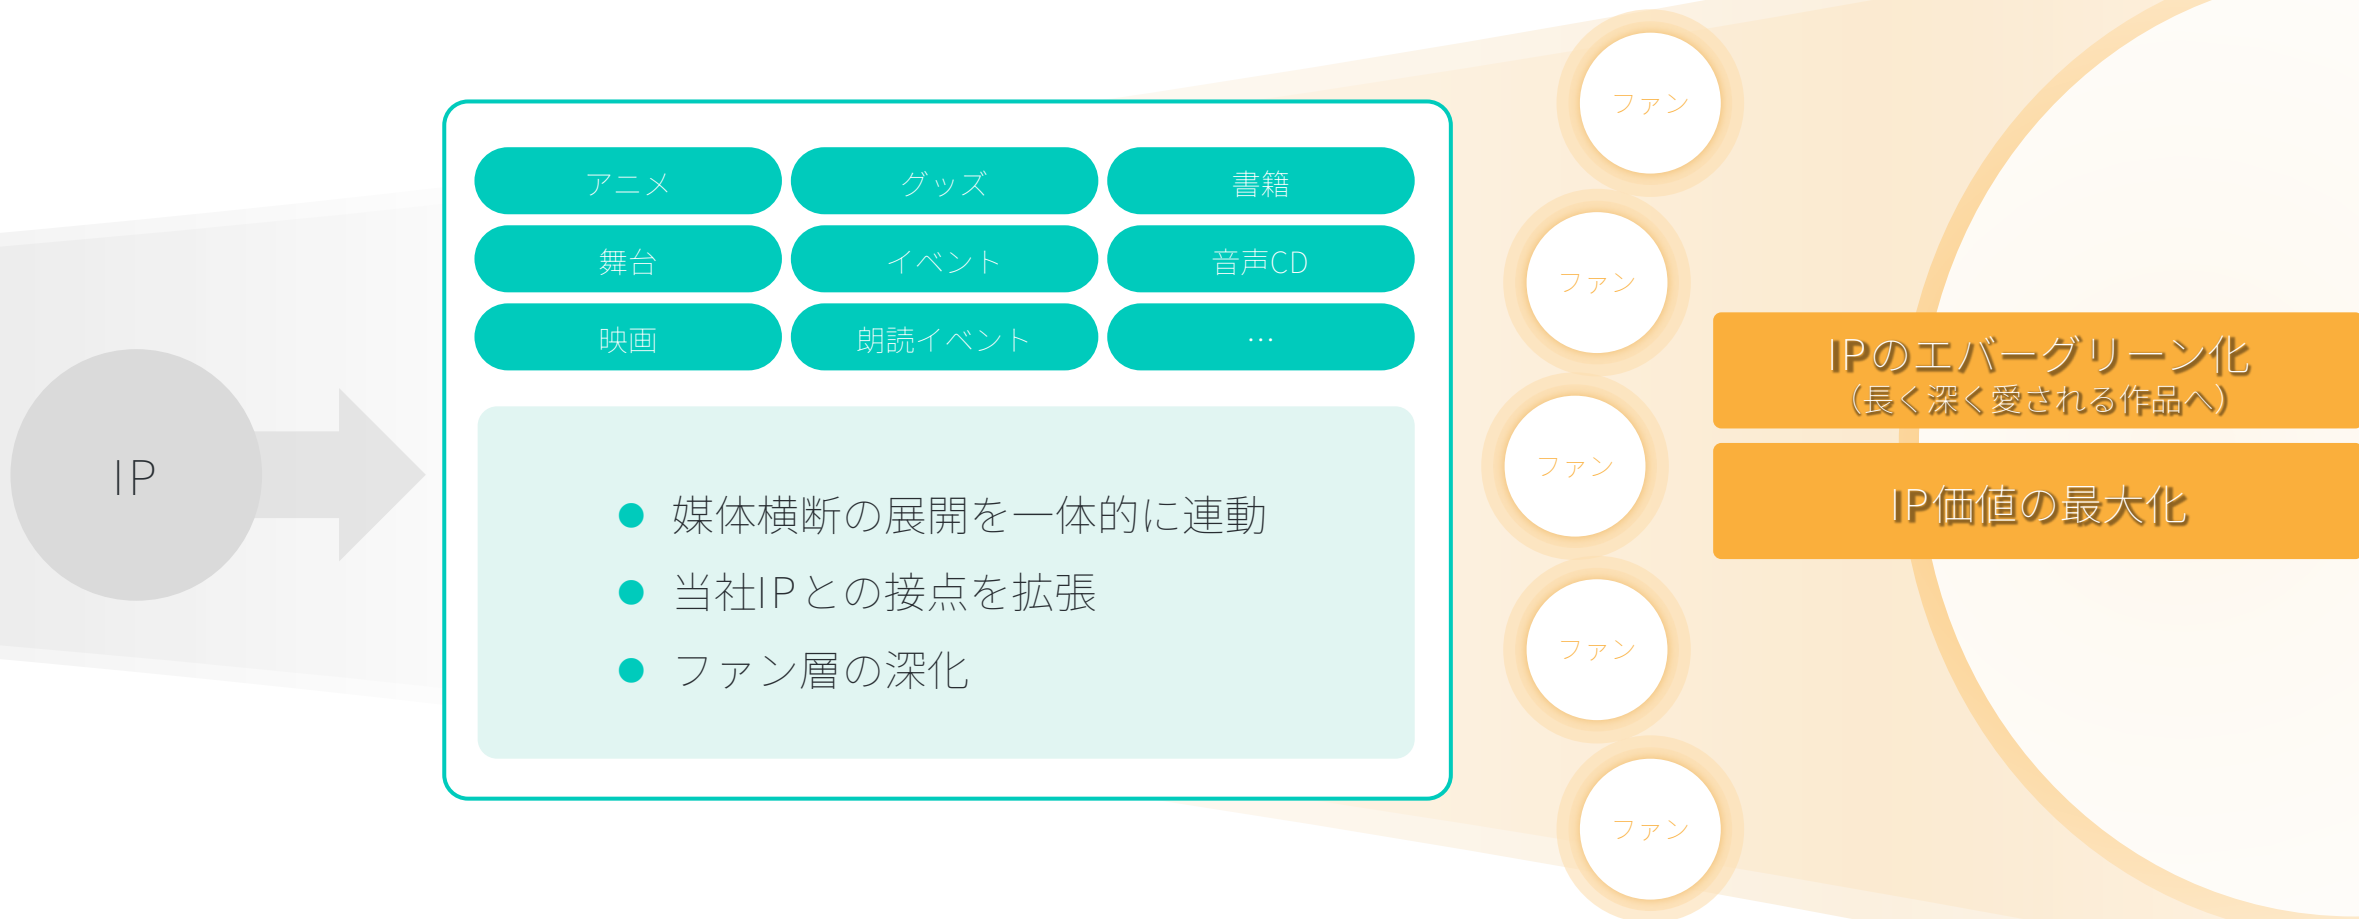 IP
アニメ
グッズ
書籍
舞台
イベント
音声CD
映画
朗読イベント
…
媒体横断の展開を一体的に連動
当社IPとの接点を拡張
ファン層の深化
ファン
ファン
ファン
ファン
ファン
IPのエバーグリーン化
（長く深く愛される作品へ）
IP価値の最大化